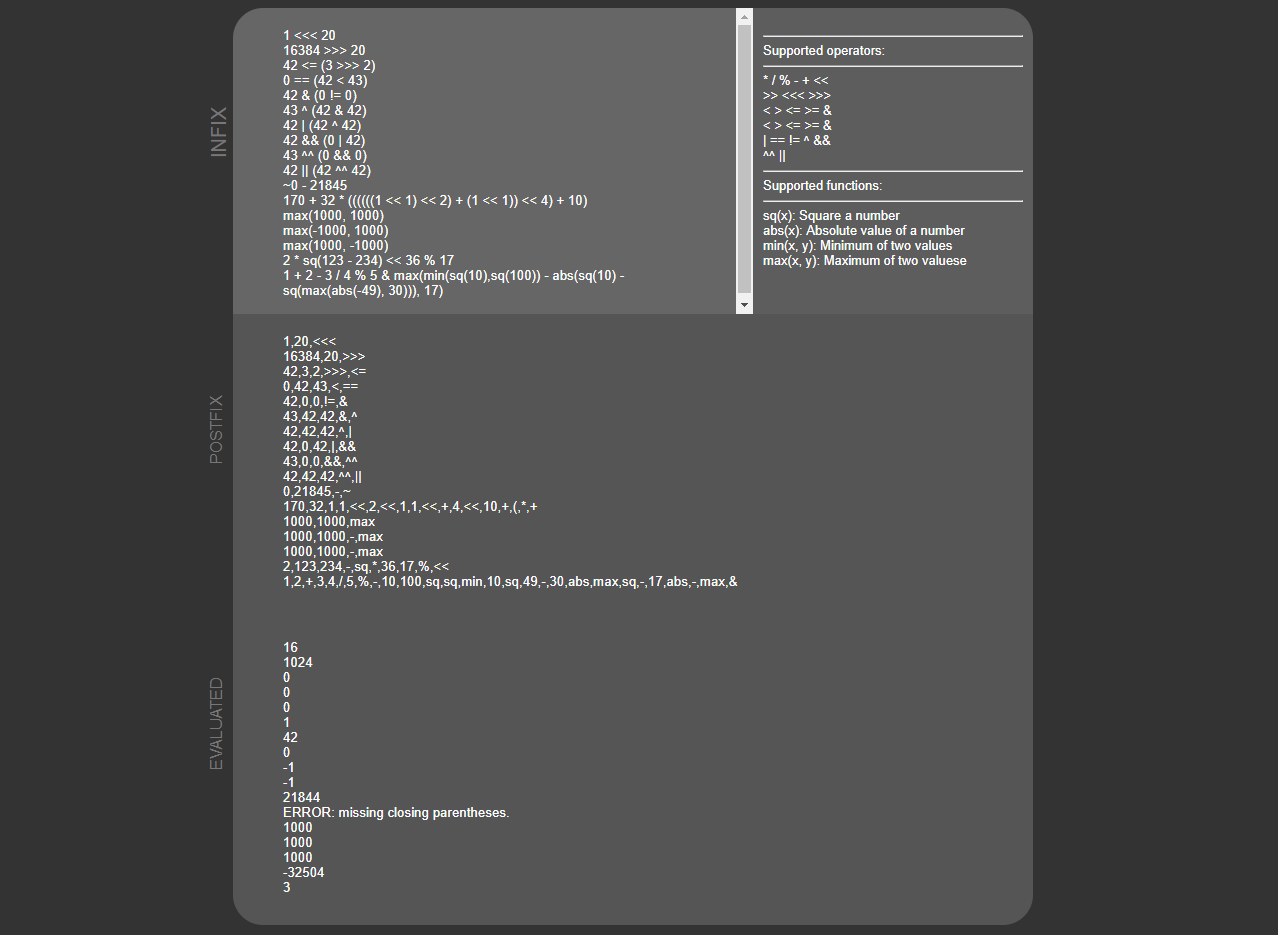 INFIX
1 <<< 20
16384 >>> 20
42 <= (3 >>> 2)
0 == (42 < 43)
42 & (0 != 0)
43 ^ (42 & 42)
42 | (42 ^ 42)
42 && (0 | 42)
43 ^^ (0 && 0)
42 || (42 ^^ 42)
~0 - 21845
170 + 32 * ((((((1 << 1) << 2) + (1 << 1)) << 4) + 10)
max(1000, 1000)
max(-1000, 1000)
max(1000, -1000)
2 * sq(123 - 234) << 36 % 17
1 + 2 - 3 / 4 % 5 & max(min(sq(10),sq(100)) - abs(sq(10) -
sq(max(abs(-49), 30))), 17)
Supported operators:
* / % - + <<
>> <<< >>>
< > <= >= &
< > <= >= &
| == != ^ &&
^^ ||
Supported functions:
sq(x): Square a number
abs(x): Absolute value of a number
min(x, y): Minimum of two values
max(x, y): Maximum of two valuese
POSTFIX
1,20,<<<
16384,20,>>>
42,3,2,>>>,<=
0,42,43,<,==
42,0,0,!=,&
43,42,42,&,^
42,42,42,^,|
42,0,42,|,&&
43,0,0,&&,^^
42,42,42,^^,||
0,21845,-,~
170,32,1,1,<<,2,<<,1,1,<<,+,4,<<,10,+,(,*,+
1000,1000,max
1000,1000,-,max
1000,1000,-,max
2,123,234,-,sq,*,36,17,%,<<
1,2,+,3,4,/,5,%,-,10,100,sq,sq,min,10,sq,49,-,30,abs,max,sq,-,17,abs,-,max,&
EVALUATED
16
1024
0
0
0
1
42
0
-1
-1
21844
ERROR: missing closing parentheses.
1000
1000
1000
-32504
3